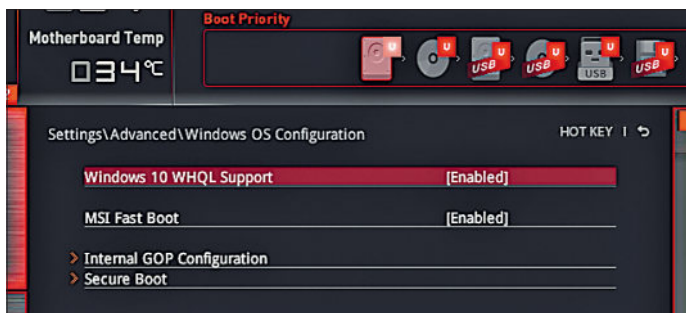 Boot Priority
Motherboard Temp
034°C
U U U U U U
USB USB USB USB
Settings\Advanced\Windows OS Configuration
HOT KEY | ⮌
Windows 10 WHQL Support [Enabled]
MSI Fast Boot [Enabled]
> Internal GOP Configuration
> Secure Boot